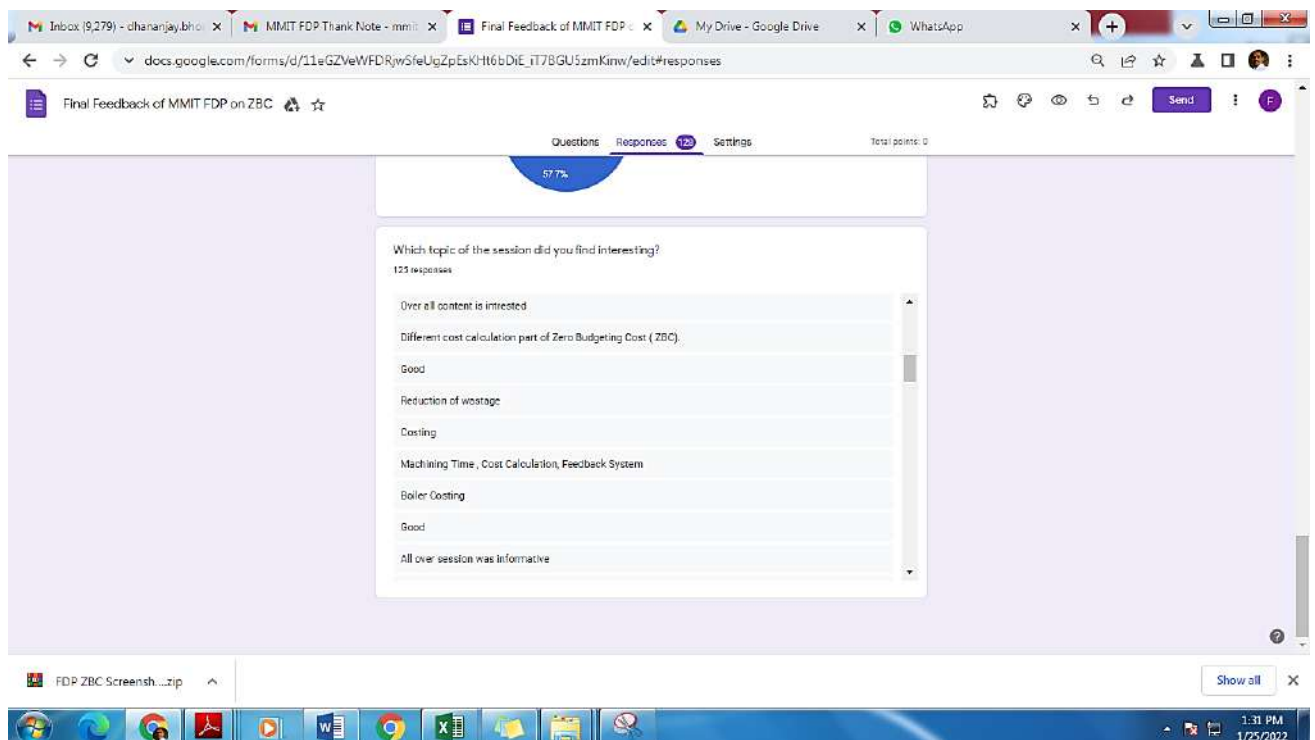 Inbox (9,279) - dhananjay.bho
MMIT FDP Thank Note - mmit
Final Feedback of MMIT FDP
My Drive - Google Drive
WhatsApp
docs.google.com/forms/d/11eGZVeWFDRjwSfeUgZpEsKHt6bDiE_iT7BGU5zmKinw/edit#responses
Final Feedback of MMIT FDP on ZBC
Send
F
Questions Responses Settings
Total points: 0
57.7%
Which topic of the session did you find interesting?
responses
Over all content is intrested
Different cost calculation part of Zero Budgeting Cost ( ZBC).
Good
Reduction of wastage
Costing
Machining Time , Cost Calculation, Feedback System
Boiler Costing
Good
All over session was informative
FDP ZBC Screensh....zip
Show all
1:31 PM
1/25/2022